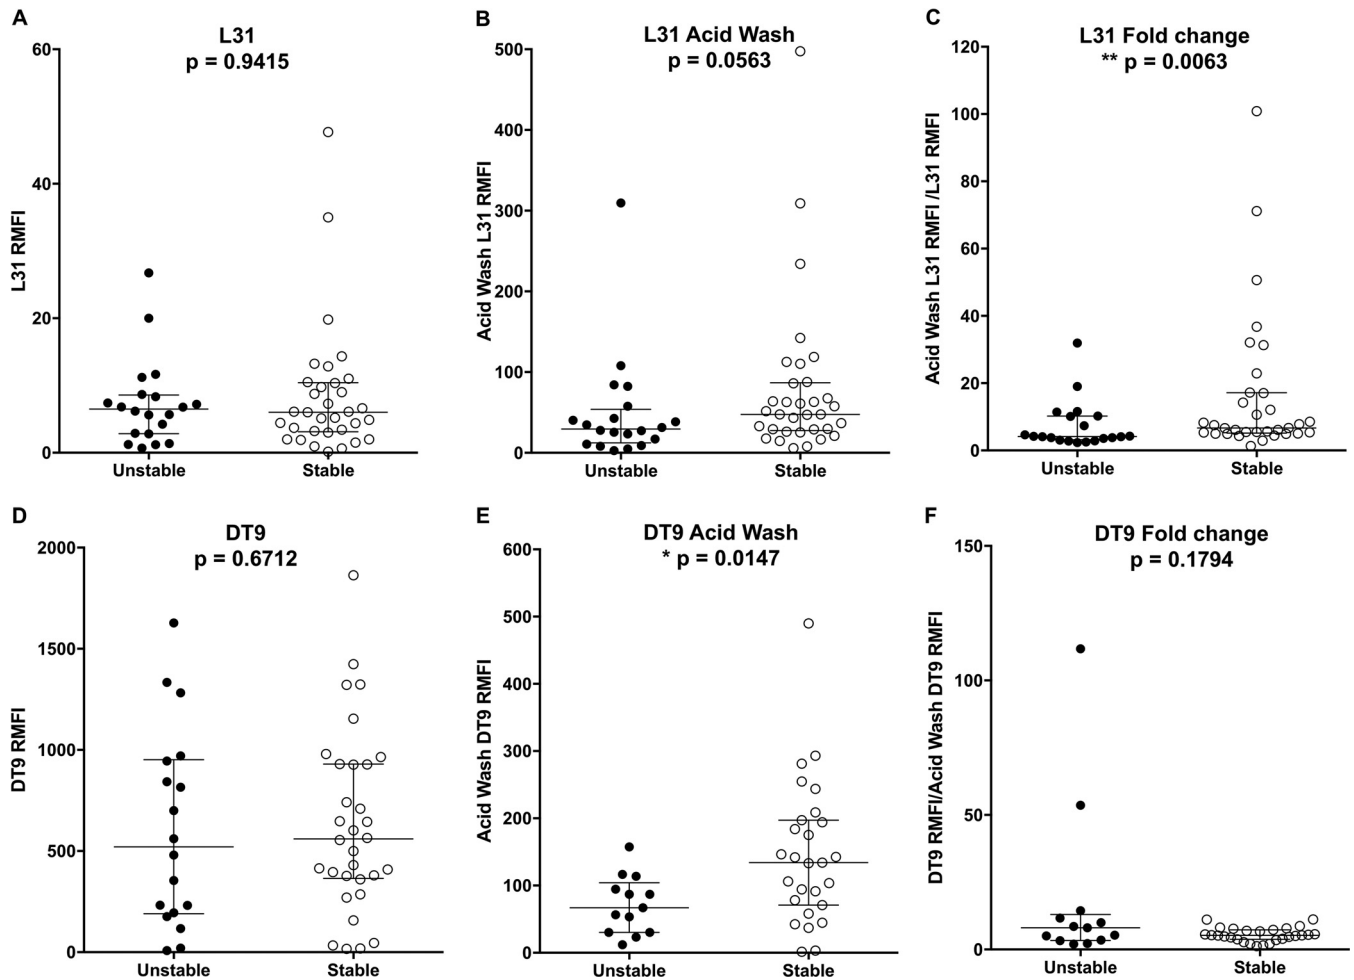 A
L31
p = 0.9415
L31 RMFI
60
40
20
0
Unstable
Stable
B
L31 Acid Wash
p = 0.0563
Acid Wash L31 RMFI
500
400
300
200
100
0
Unstable
Stable
C
L31 Fold change
** p = 0.0063
Acid Wash L31 RMFI /L31 RMFI
120
100
80
60
40
20
0
Unstable
Stable
D
DT9
p = 0.6712
DT9 RMFI
2000
1500
1000
500
0
Unstable
Stable
E
DT9 Acid Wash
* p = 0.0147
Acid Wash DT9 RMFI
600
500
400
300
200
100
0
Unstable
Stable
F
DT9 Fold change
p = 0.1794
DT9 RMFI/Acid Wash DT9 RMFI
150
100
50
0
Unstable
Stable